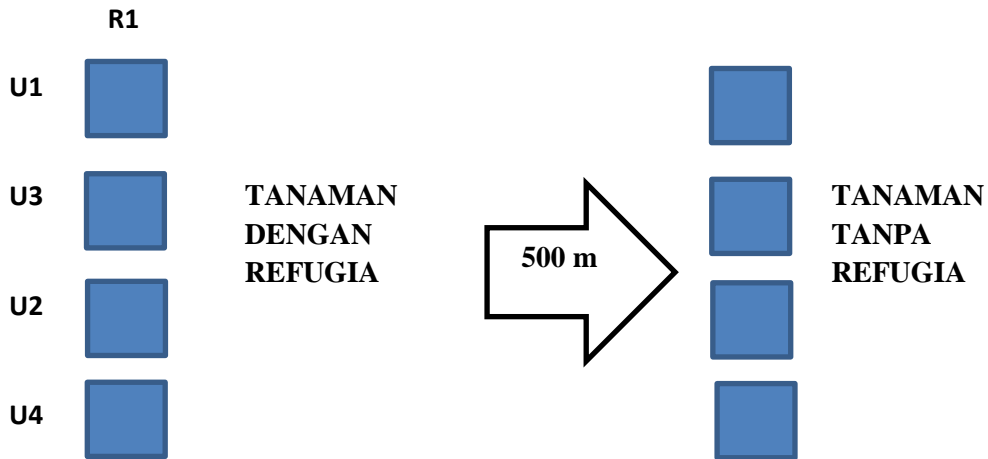 R1
U1
U3
U2
U4
TANAMAN
DENGAN
REFUGIA
500 m
TANAMAN
TANPA
REFUGIA